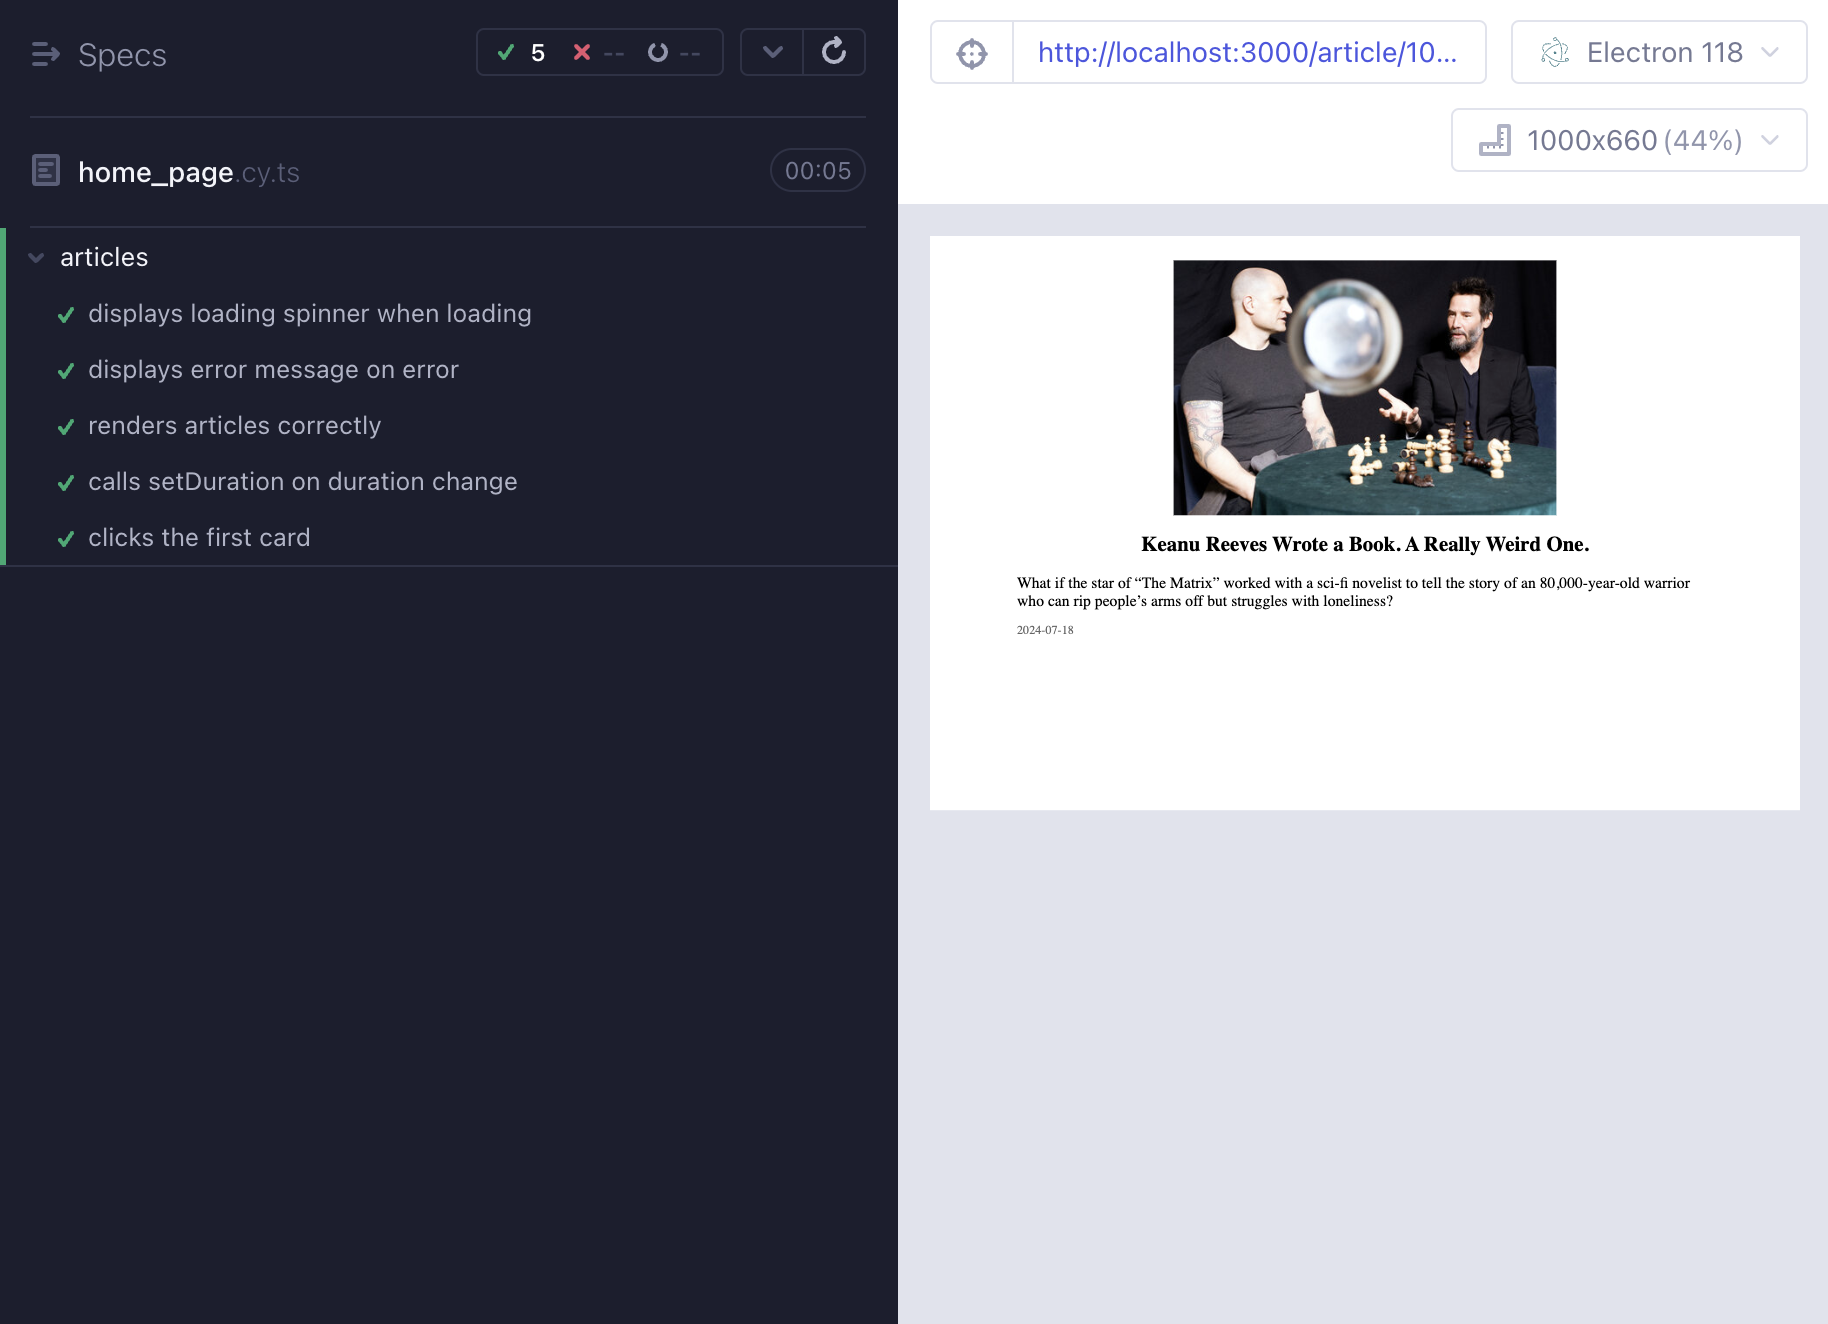 Specs
5 -- --
home_page.cy.ts
00:05
articles
displays loading spinner when loading
displays error message on error
renders articles correctly
calls setDuration on duration change
clicks the first card
http://localhost:3000/article/10...
Electron 118
1000x660 (44%)
Keanu Reeves Wrote a Book. A Really Weird One.
What if the star of “The Matrix” worked with a sci-fi novelist to tell the story of an 80,000-year-old warrior
who can rip people’s arms off but struggles with loneliness?
2024-07-18